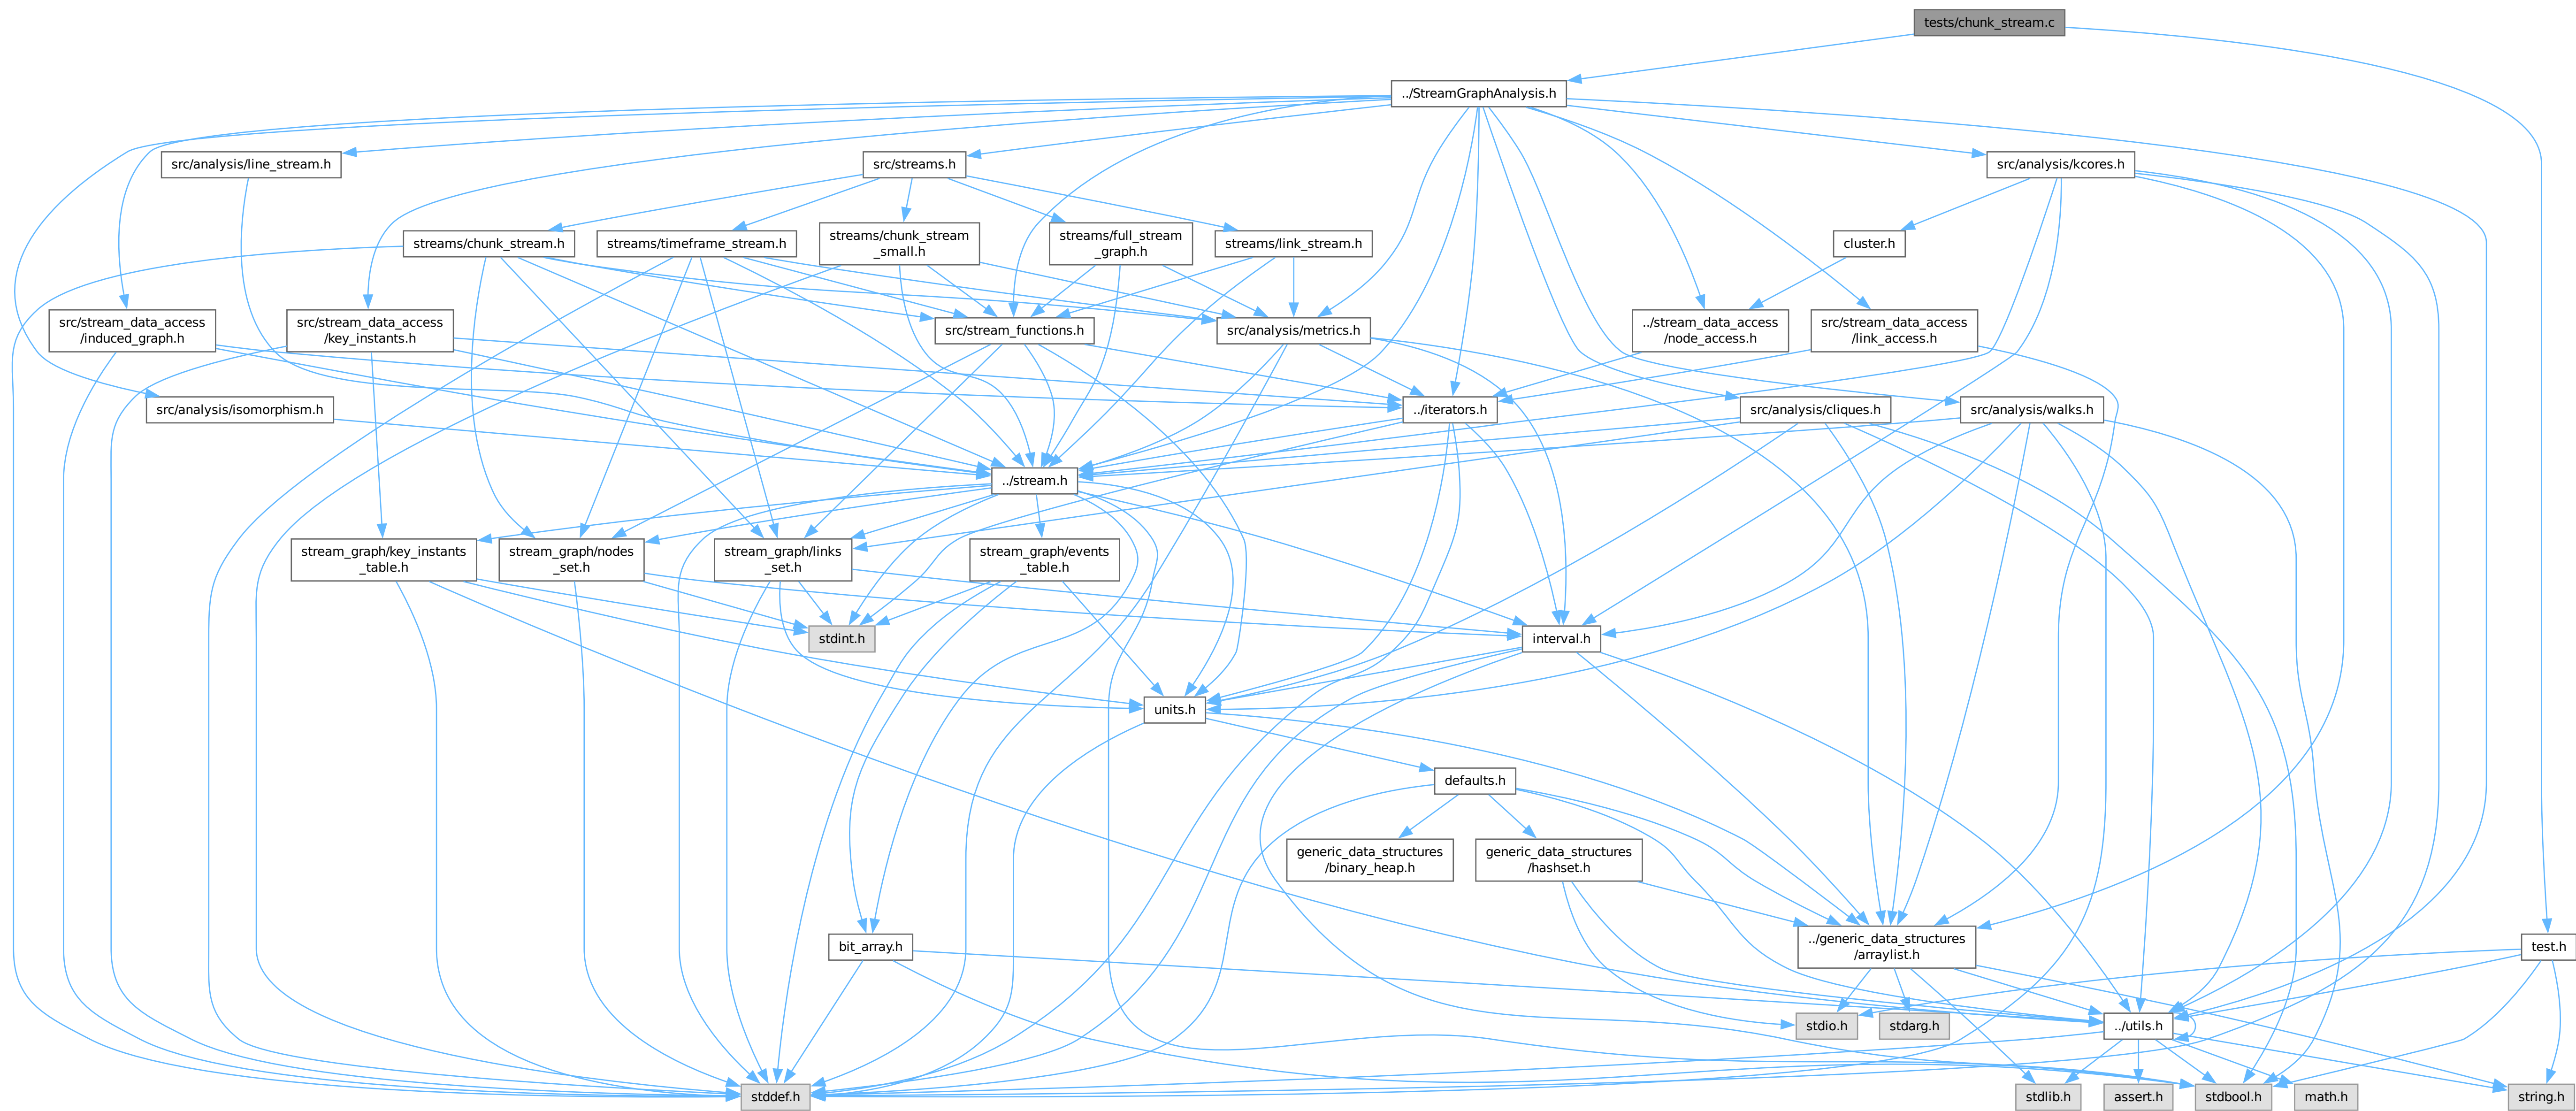 tests/chunk_stream.c
../StreamGraphAnalysis.h
src/analysis/line_stream.h
src/streams.h
src/analysis/kcores.h
streams/chunk_stream.h
streams/timeframe_stream.h
streams/chunk_stream
_small.h
streams/full_stream
_graph.h
streams/link_stream.h
cluster.h
src/stream_data_access
/induced_graph.h
src/stream_data_access
/key_instants.h
src/stream_functions.h
src/analysis/metrics.h
../stream_data_access
/node_access.h
src/stream_data_access
/link_access.h
src/analysis/isomorphism.h
../iterators.h
src/analysis/cliques.h
src/analysis/walks.h
../stream.h
stream_graph/key_instants
_table.h
stream_graph/nodes
_set.h
stream_graph/links
_set.h
stream_graph/events
_table.h
stdint.h
interval.h
units.h
defaults.h
generic_data_structures
/binary_heap.h
generic_data_structures
/hashset.h
bit_array.h
../generic_data_structures
/arraylist.h
test.h
stdio.h
stdarg.h
../utils.h
stddef.h
stdlib.h
assert.h
stdbool.h
math.h
string.h